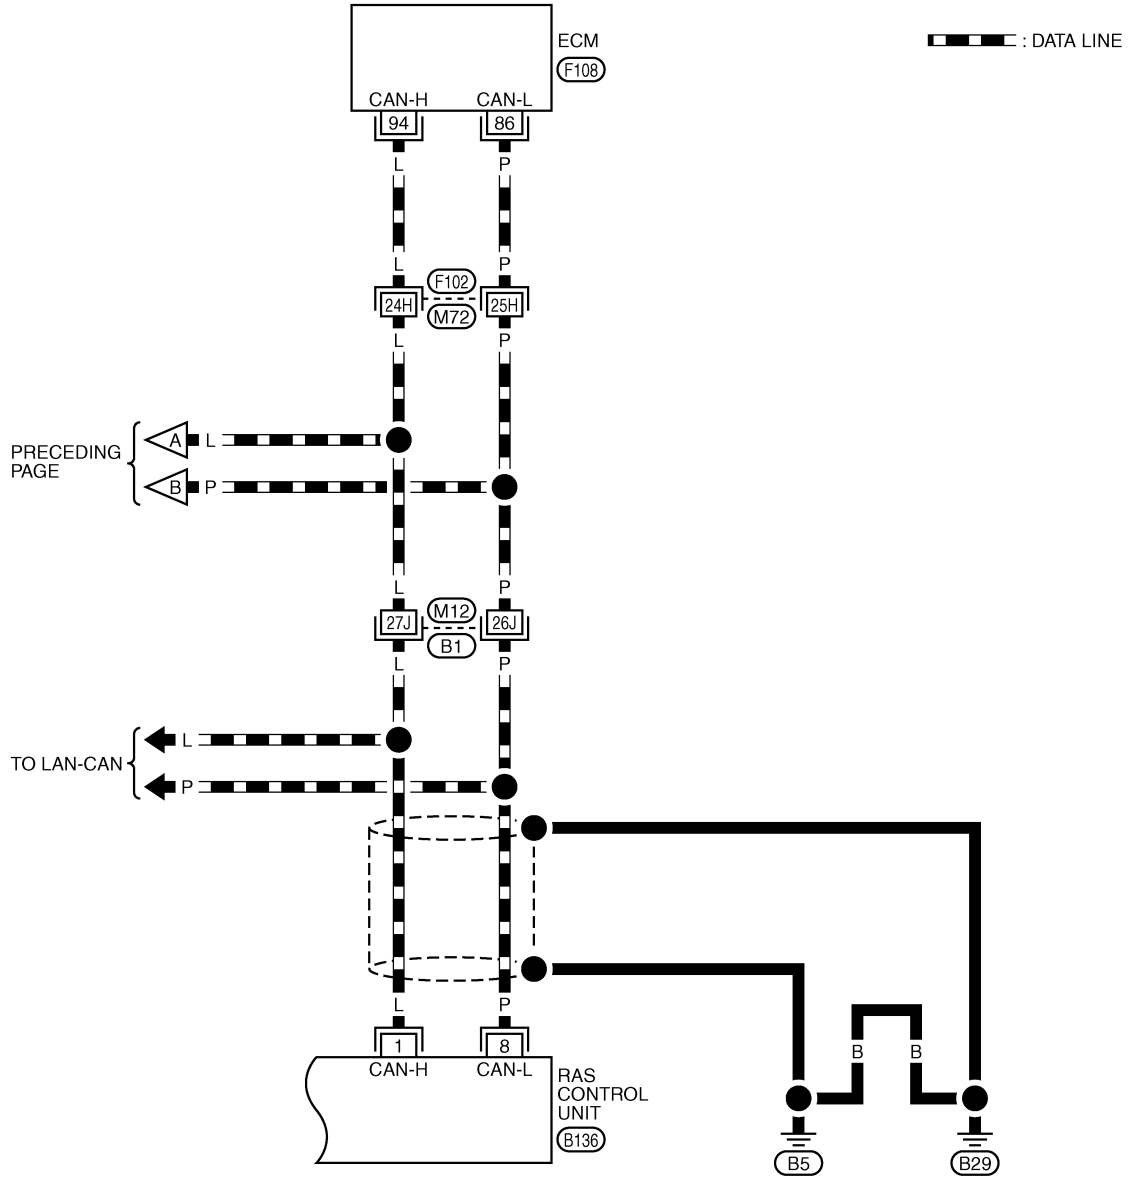 ECM
: DATA LINE
F108
CAN-H CAN-L
94 86
L P
L P
F102
24H 25H
M72
L P
A L
PRECEDING
PAGE
B P
L P
M12
27J 26J
B1
L P
L
TO LAN-CAN
P
L P
B B
1 8
CAN-H CAN-L
RAS
CONTROL
UNIT
B136
B5 B29